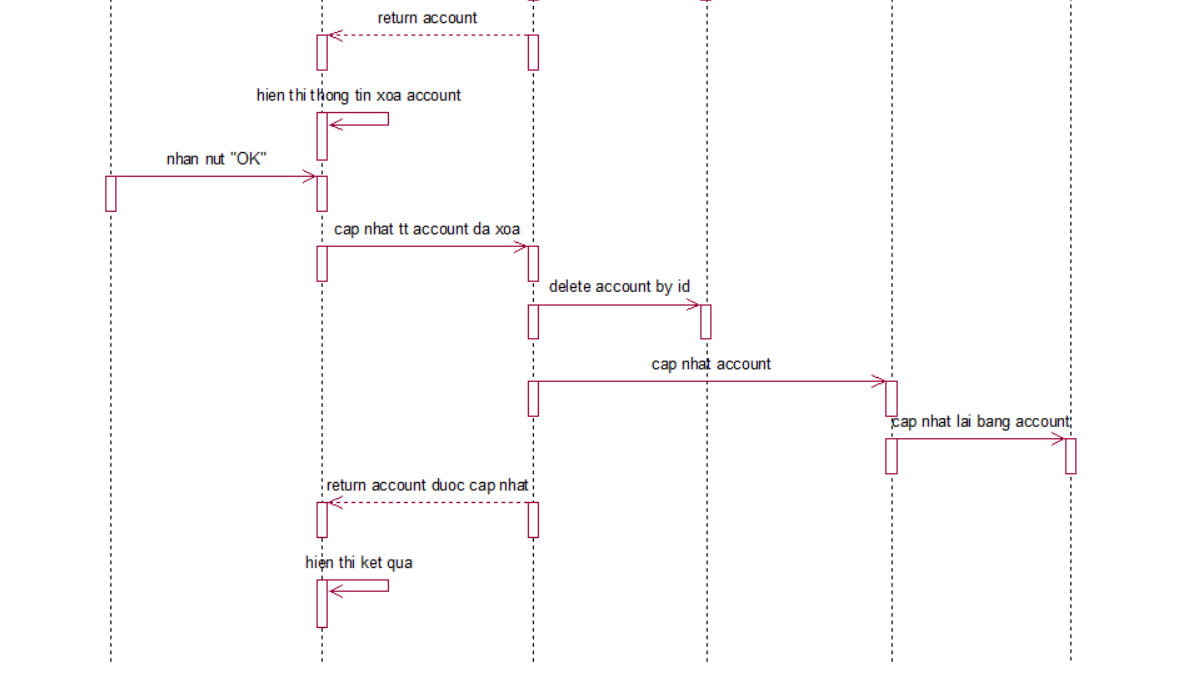 return account
hien thi thong tin xoa account
nhan nut "OK"
cap nhat tt account da xoa
delete account by id
cap nhat account
cap nhat lai bang account
return account duoc cap nhat
hien thi ket qua